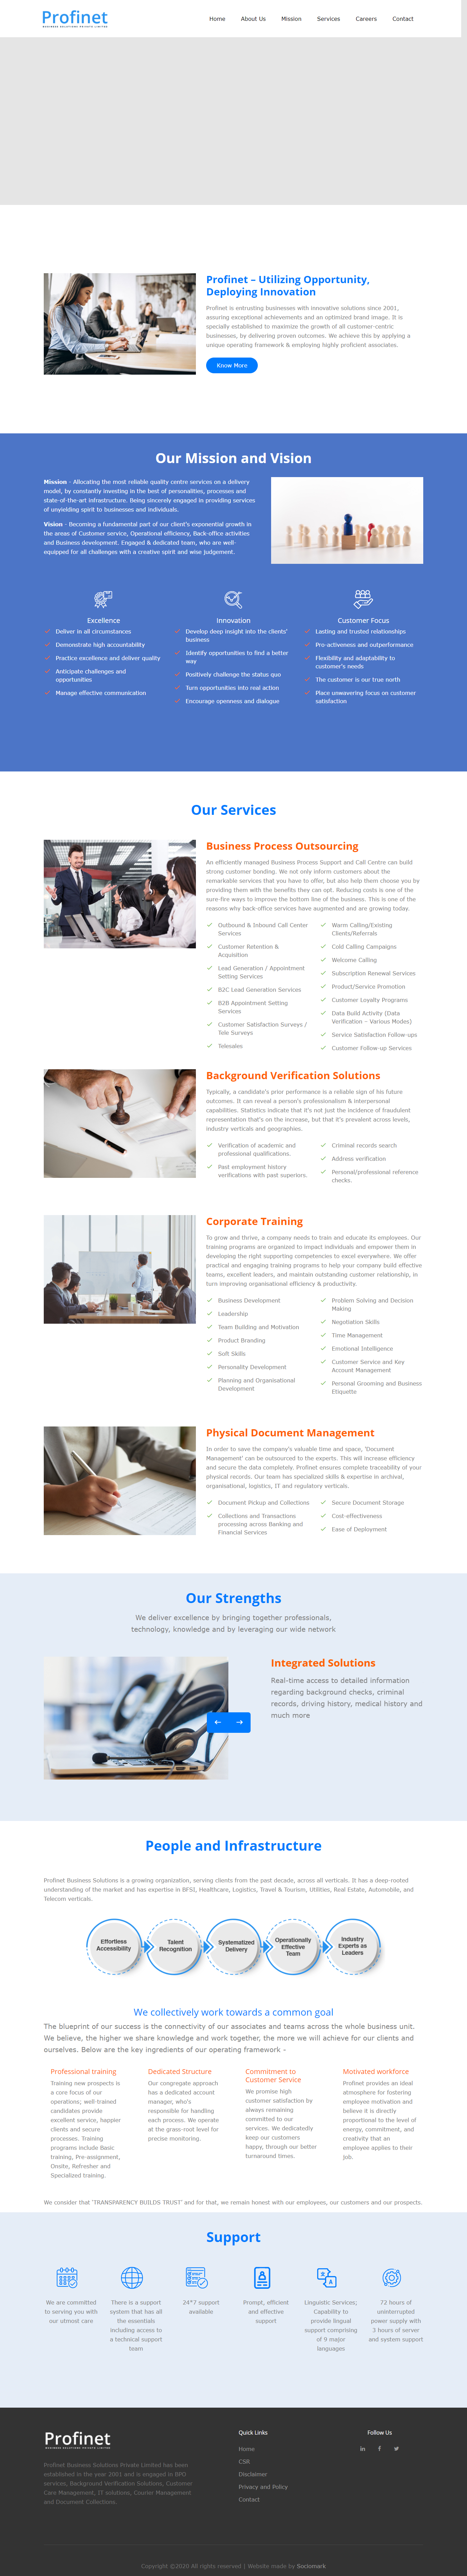 Profinet
BUSINESS SOLUTIONS PRIVATE LIMITED
Home
About Us
Mission
Services
Careers
Contact
Profinet – Utilizing Opportunity,
Deploying Innovation
Profinet is entrusting businesses with innovative solutions since 2001,
assuring exceptional achievements and an optimized brand image. It is
specially established to maximize the growth of all customer-centric
businesses, by delivering proven outcomes. We achieve this by applying a
unique operating framework & employing highly proficient associates.
Know More
Our Mission and Vision
Mission - Allocating the most reliable quality centre services on a delivery
model, by constantly investing in the best of personalities, processes and
state-of-the-art infrastructure. Being sincerely engaged in providing services
of unyielding spirit to businesses and individuals.
Vision - Becoming a fundamental part of our client's exponential growth in
the areas of Customer service, Operational efficiency, Back-office activities
and Business development. Engaged & dedicated team, who are well-
equipped for all challenges with a creative spirit and wise judgement.
Excellence
Deliver in all circumstances
Demonstrate high accountability
Practice excellence and deliver quality
Anticipate challenges and
opportunities
Manage effective communication
Innovation
Develop deep insight into the clients'
business
Identify opportunities to find a better
way
Positively challenge the status quo
Turn opportunities into real action
Encourage openness and dialogue
Customer Focus
Lasting and trusted relationships
Pro-activeness and outperformance
Flexibility and adaptability to
customer's needs
The customer is our true north
Place unwavering focus on customer
satisfaction
Our Services
Business Process Outsourcing
An efficiently managed Business Process Support and Call Centre can build
strong customer bonding. We not only inform customers about the
remarkable services that you have to offer, but also help them choose you by
providing them with the benefits they can opt. Reducing costs is one of the
sure-fire ways to improve the bottom line of the business. This is one of the
reasons why back-office services have augmented and are growing today.
Outbound & Inbound Call Center
Services
Customer Retention &
Acquisition
Lead Generation / Appointment
Setting Services
B2C Lead Generation Services
B2B Appointment Setting
Services
Customer Satisfaction Surveys /
Tele Surveys
Telesales
Warm Calling/Existing
Clients/Referrals
Cold Calling Campaigns
Welcome Calling
Subscription Renewal Services
Product/Service Promotion
Customer Loyalty Programs
Data Build Activity (Data
Verification – Various Modes)
Service Satisfaction Follow-ups
Customer Follow-up Services
Background Verification Solutions
Typically, a candidate's prior performance is a reliable sign of his future
outcomes. It can reveal a person's professionalism & interpersonal
capabilities. Statistics indicate that it's not just the incidence of fraudulent
representation that's on the increase, but that it's prevalent across levels,
industry verticals and geographies.
Verification of academic and
professional qualifications.
Past employment history
verifications with past superiors.
Criminal records search
Address verification
Personal/professional reference
checks.
Corporate Training
To grow and thrive, a company needs to train and educate its employees. Our
training programs are organized to impact individuals and empower them in
developing the right supporting competencies to excel everywhere. We offer
practical and engaging training programs to help your company build effective
teams, excellent leaders, and maintain outstanding customer relationship, in
turn improving organisational efficiency & productivity.
Business Development
Leadership
Team Building and Motivation
Product Branding
Soft Skills
Personality Development
Planning and Organisational
Development
Problem Solving and Decision
Making
Negotiation Skills
Time Management
Emotional Intelligence
Customer Service and Key
Account Management
Personal Grooming and Business
Etiquette
Physical Document Management
In order to save the company's valuable time and space, 'Document
Management' can be outsourced to the experts. This will increase efficiency
and secure the data completely. Profinet ensures complete traceability of your
physical records. Our team has specialized skills & expertise in archival,
organisational, logistics, IT and regulatory verticals.
Document Pickup and Collections
Collections and Transactions
processing across Banking and
Financial Services
Secure Document Storage
Cost-effectiveness
Ease of Deployment
Our Strengths
We deliver excellence by bringing together professionals,
technology, knowledge and by leveraging our wide network
Integrated Solutions
Real-time access to detailed information
regarding background checks, criminal
records, driving history, medical history and
much more
People and Infrastructure
Profinet Business Solutions is a growing organization, serving clients from the past decade, across all verticals. It has a deep-rooted
understanding of the market and has expertise in BFSI, Healthcare, Logistics, Travel & Tourism, Utilities, Real Estate, Automobile, and
Telecom verticals.
Effortless
Accessibility
Talent
Recognition
Systematized
Delivery
Operationally
Effective
Team
Industry
Experts as
Leaders
We collectively work towards a common goal
The blueprint of our success is the connectivity of our associates and teams across the whole business unit.
We believe, the higher we share knowledge and work together, the more we will achieve for our clients and
ourselves. Below are the key ingredients of our operating framework –
Professional training
Training new prospects is
a core focus of our
operations; well-trained
candidates provide
excellent service, happier
clients and secure
processes. Training
programs include Basic
training, Pre-assignment,
Onsite, Refresher and
Specialized training.
Dedicated Structure
Our congregate approach
has a dedicated account
manager, who's
responsible for handling
each process. We operate
at the grass-root level for
precise monitoring.
Commitment to
Customer Service
We promise high
customer satisfaction by
always remaining
committed to our
services. We dedicatedly
keep our customers
happy, through our better
turnaround times.
Motivated workforce
Profinet provides an ideal
atmosphere for fostering
employee motivation and
believe it is directly
proportional to the level of
energy, commitment, and
creativity that an
employee applies to their
job.
We consider that 'TRANSPARENCY BUILDS TRUST' and for that, we remain honest with our employees, our customers and our prospects.
Support
We are committed
to serving you with
our utmost care
There is a support
system that has all
the essentials
including access to
a technical support
team
24*7 support
available
Prompt, efficient
and effective
support
Linguistic Services;
Capability to
provide lingual
support comprising
of 9 major
languages
72 hours of
uninterrupted
power supply with
3 hours of server
and system support
Profinet
BUSINESS SOLUTIONS PRIVATE LIMITED
Profinet Business Solutions Private Limited has been
established in the year 2001 and is engaged in BPO
services, Background Verification Solutions, Customer
Care Management, IT solutions, Courier Management
and Document Collections.
Quick Links
Home
CSR
Disclaimer
Privacy and Policy
Contact
Follow Us
Copyright ©2020 All rights reserved | Website made by Sociomark